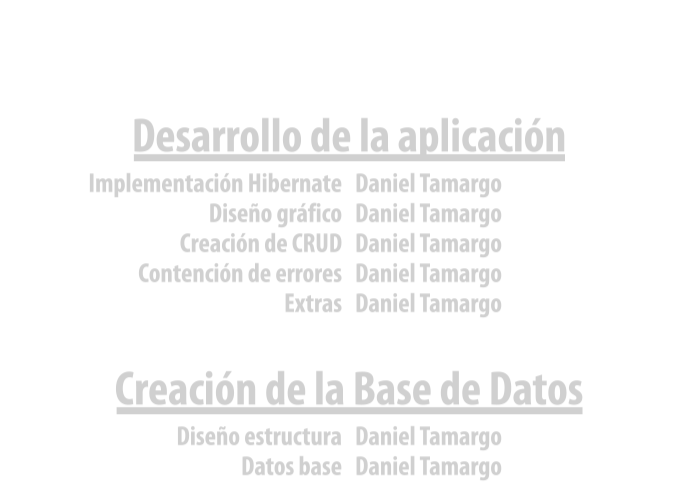 Desarrollo de la aplicación
Implementación Hibernate Daniel Tamargo
Diseño gráfico Daniel Tamargo
Creación de CRUD Daniel Tamargo
Contención de errores Daniel Tamargo
Extras Daniel Tamargo
Creación de la Base de Datos
Diseño estructura Daniel Tamargo
Datos base Daniel Tamargo